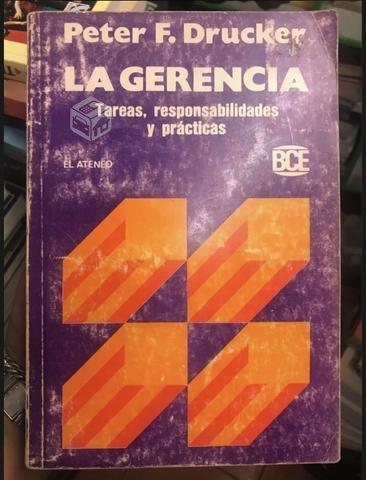 Peter F. Drucker
LA GERENCIA
Tareas, responsabilidades
y prácticas
EL ATENEO
BCE